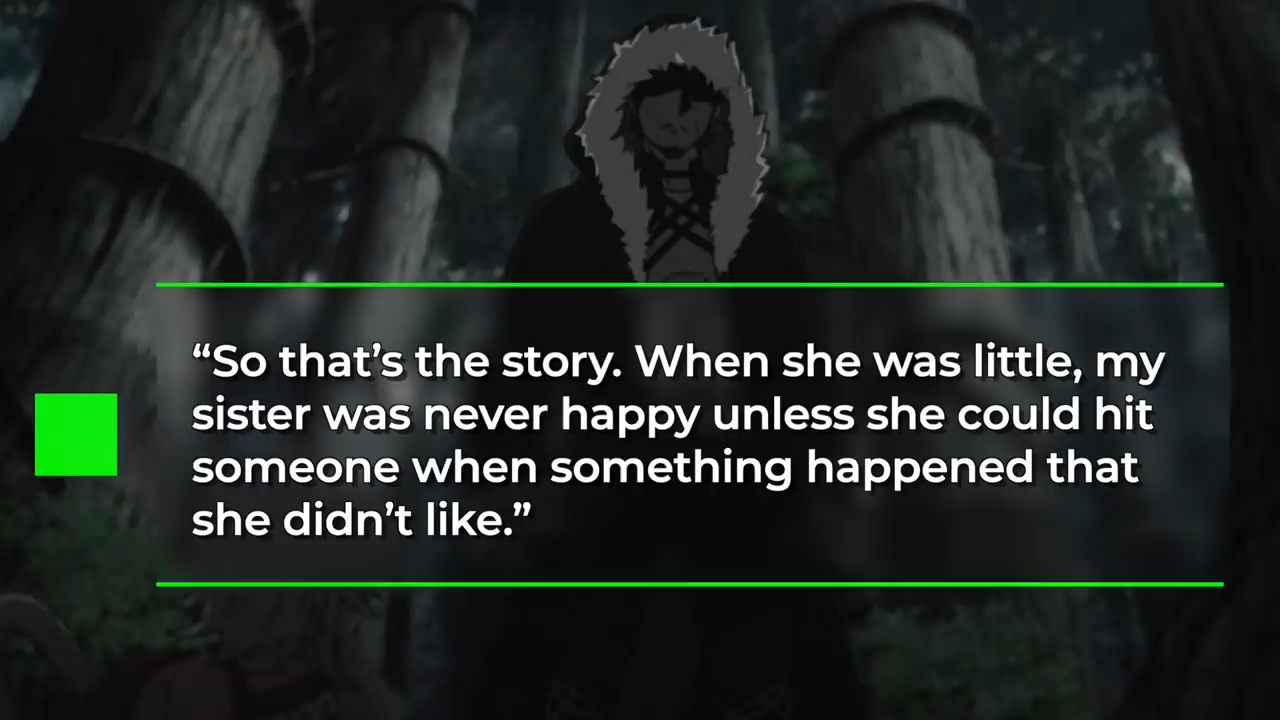 “So that’s the story. When she was little, my
sister was never happy unless she could hit
someone when something happened that
she didn’t like.”